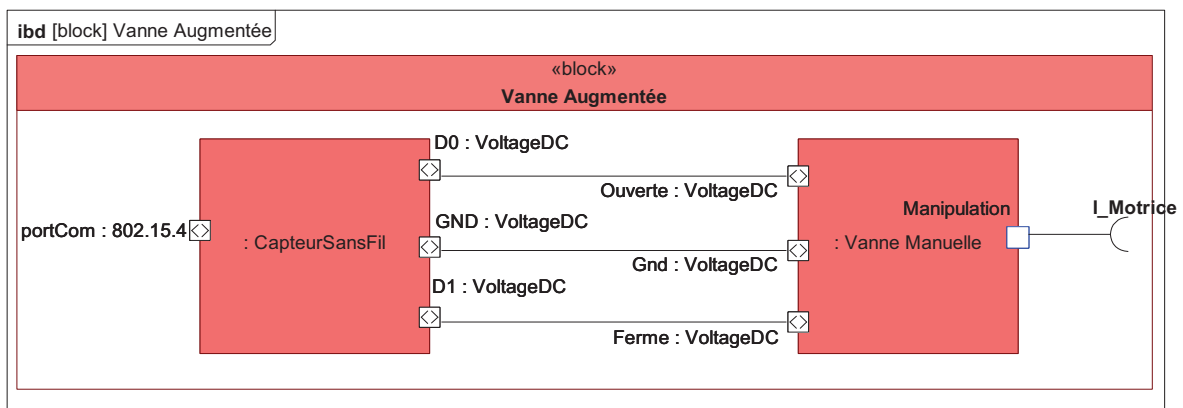 ibd [block] Vanne Augmentée
«block»
Vanne Augmentée
D0 : VoltageDC
Ouverte : VoltageDC
GND : VoltageDC
Manipulation
I_Motrice
portCom : 802.15.4
: CapteurSansFil
: Vanne Manuelle
Gnd : VoltageDC
D1 : VoltageDC
Ferme : VoltageDC